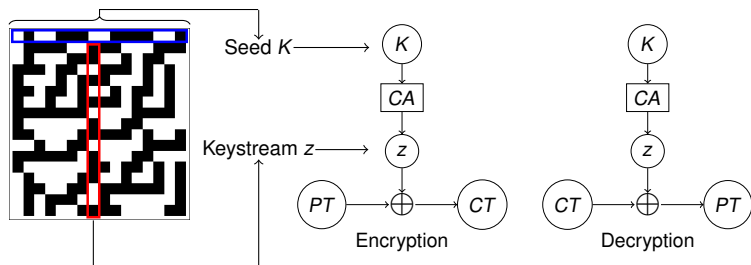 Seed K
K
K
CA
CA
Keystream z
z
z
PT
CT
CT
PT
Encryption
Decryption